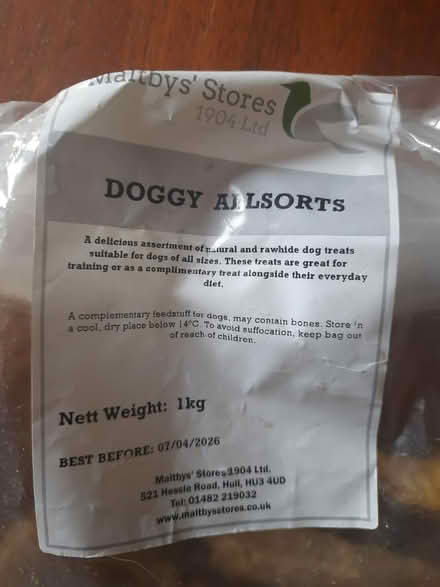 Maltbys' Stores
1904 Ltd
DOGGY ALLSORTS
A delicious assortment of natural and rawhide dog treats
suitable for dogs of all sizes. These treats are great for
training or as a complimentary treat alongside their everyday
diet.
A complementary feedstuff for dogs, may contain bones. Store in
a cool, dry place below 14°C. To avoid suffocation, keep bag out
of reach of children.
Nett Weight: 1kg
BEST BEFORE: 07/04/2026
Maltbys' Stores 1904 Ltd.
521 Hessle Road, Hull, HU3 4UD
Tel: 01482 219032
www.maltbysstores.co.uk